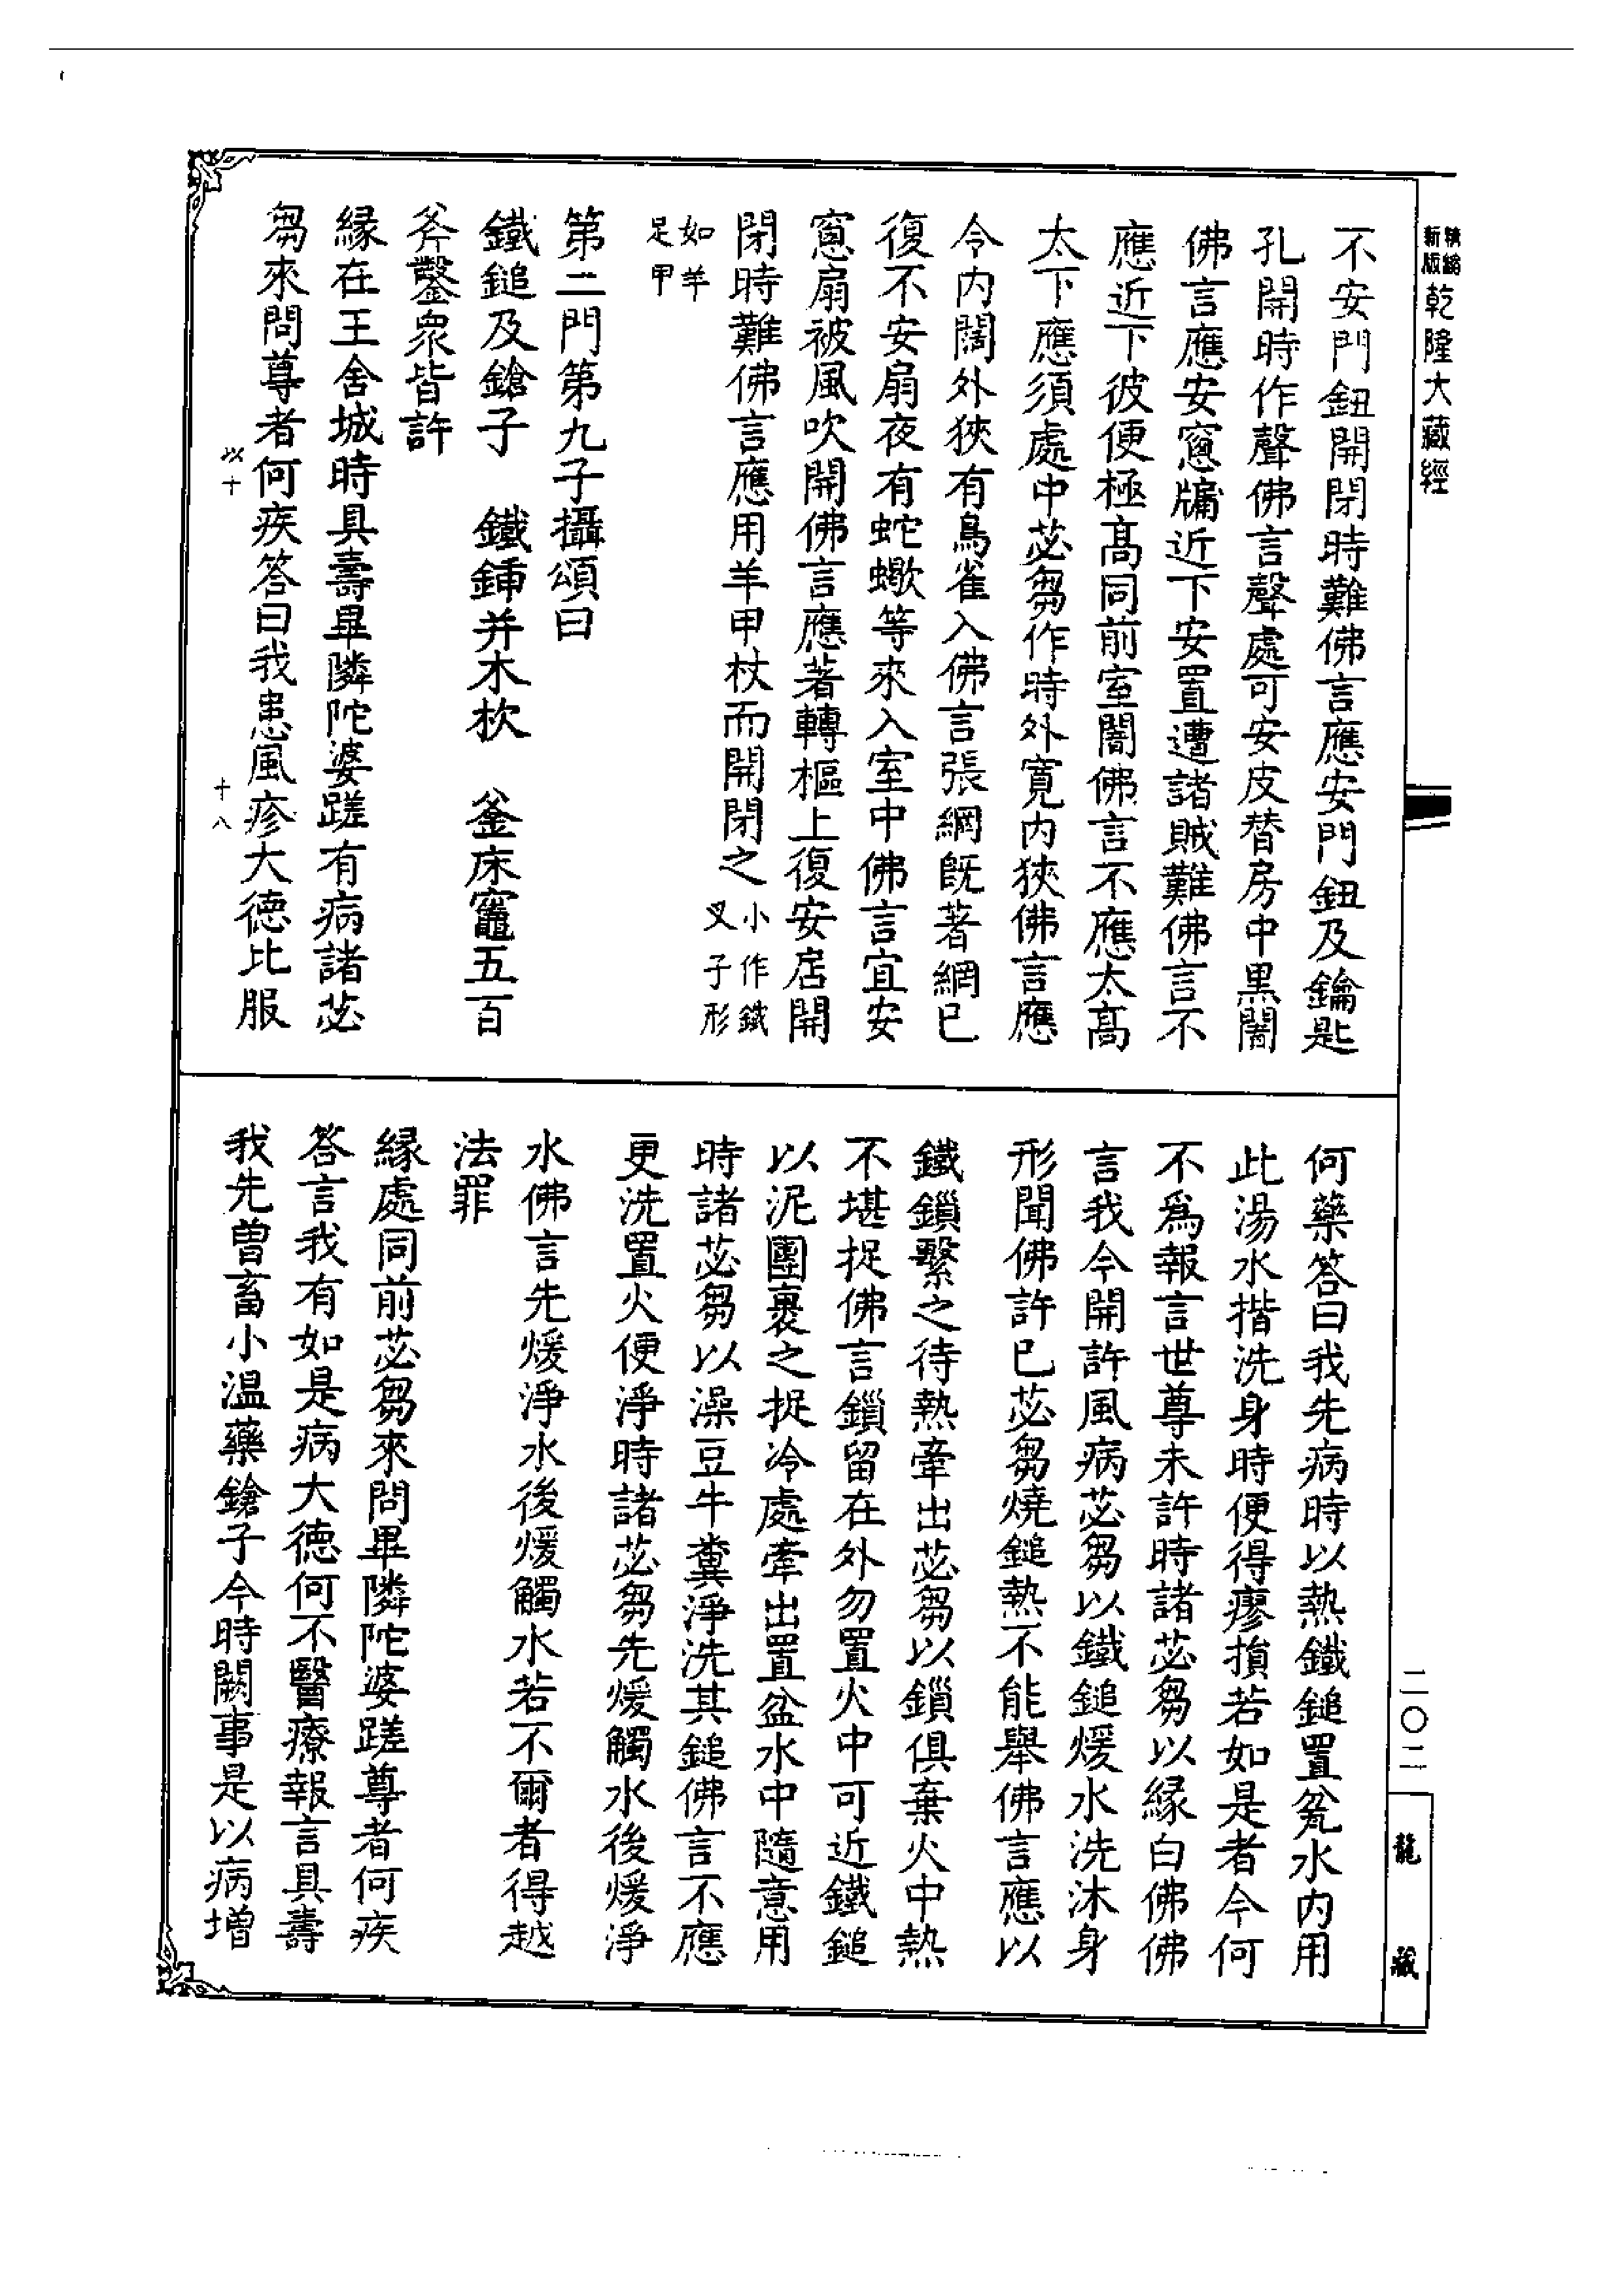 新版
精縮
乾隆大藏經
不安門鈕開閉時難佛言應安門鈕及鑰匙
孔開時作聲佛言聲處可安皮替房中黑闇
佛言應安窻牖近下安置遭諸賊難佛言不
應近下彼便極高同前室闇佛言不應太高
太下應須處中苾芻作時外寬內狹佛言應
令內闊外狹有鳥雀入佛言張網旣著網已
復不安扇夜有蛇蠍等來入室中佛言宜安
窻扇被風吹開佛言應著轉樞上復安扂開
閉時難佛言應用羊甲杖而開閉之小作鐵
叉子形
如羊
足甲
第二門第九子攝頌曰
鐵鎚及鎗子　鐵鍤并木杴　釜床竈五百
斧鑿衆皆許
緣在王舍城時具壽畢隣陀婆蹉有病諸苾
芻來問尊者何疾答曰我患風疹大德比服
以十
十八
何藥答曰我先病時以熱鐵鎚置瓮水內用
此湯水揩洗身時便得瘳損若如是者今何
不爲報言世尊未許時諸苾芻以緣白佛佛
言我今開許風病苾芻以鐵鎚煖水洗沐身
形聞佛許已苾芻燒鎚熱不能舉佛言應以
鐵鎖繫之待熱牽出苾芻以鎖俱棄火中熱
不堪捉佛言鎖留在外勿置火中可近鐵鎚
以泥團裹之捉冷處牽出置盆水中隨意用
時諸苾芻以澡豆牛糞淨洗其鎚佛言不應
更洗置火便淨時諸苾芻先煖觸水後煖淨
水佛言先煖淨水後煖觸水若不爾者得越
法罪
緣處同前苾芻來問畢隣陀婆蹉尊者何疾
答言我有如是病大德何不醫療報言具壽
我先曽畜小温藥鎗子今時闕事是以病增
二〇二
龍藏